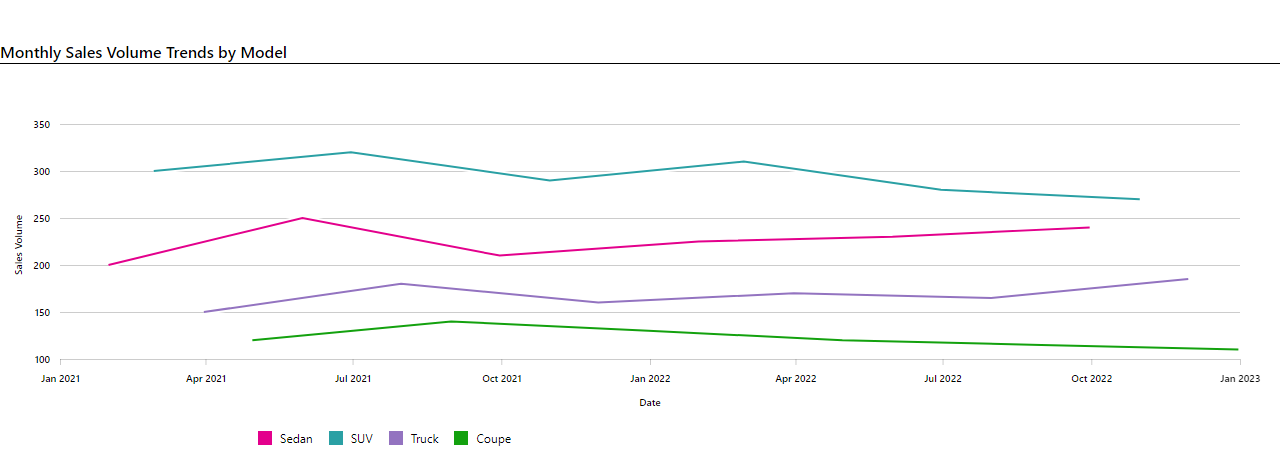 Monthly Sales Volume Trends by Model
350
300
250
200
150
100
Sales Volume
Jan 2021 Apr 2021 Jul 2021 Oct 2021 Jan 2022 Apr 2022 Jul 2022 Oct 2022 Jan 2023
Date
Sedan SUV Truck Coupe